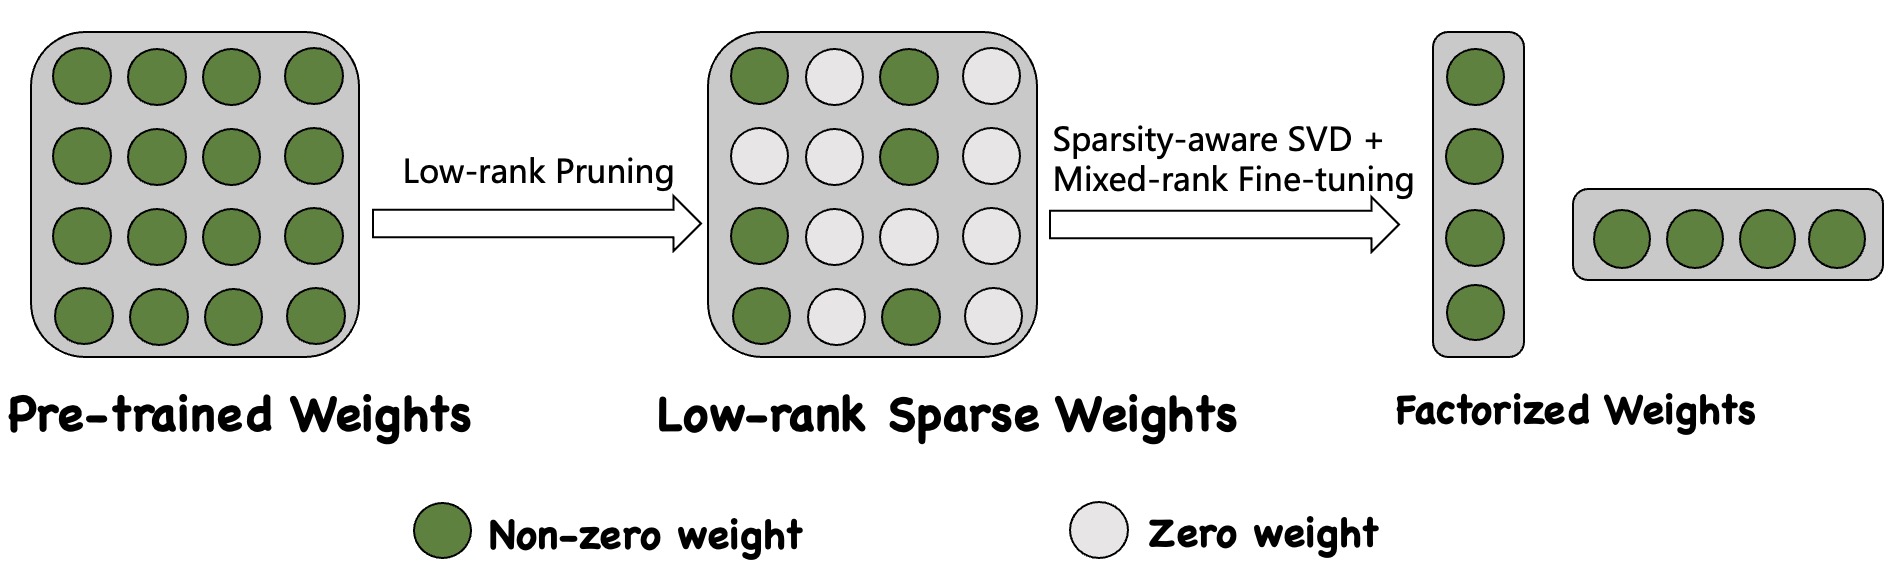 Low-rank Pruning
Sparsity-aware SVD +
Mixed-rank Fine-tuning
Pre-trained Weights
Low-rank Sparse Weights
Factorized Weights
Non-zero weight
Zero weight